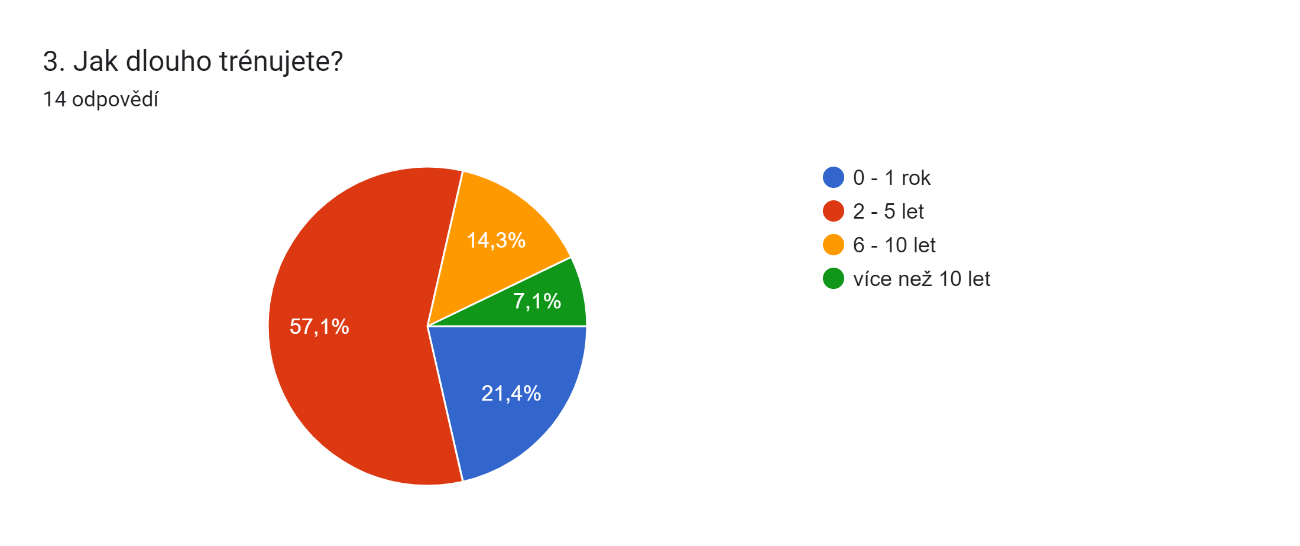 3. Jak dlouho trénujete?
14 odpovědí
0 - 1 rok
2 - 5 let
6 - 10 let
více než 10 let
14,3%
7,1%
57,1%
21,4%